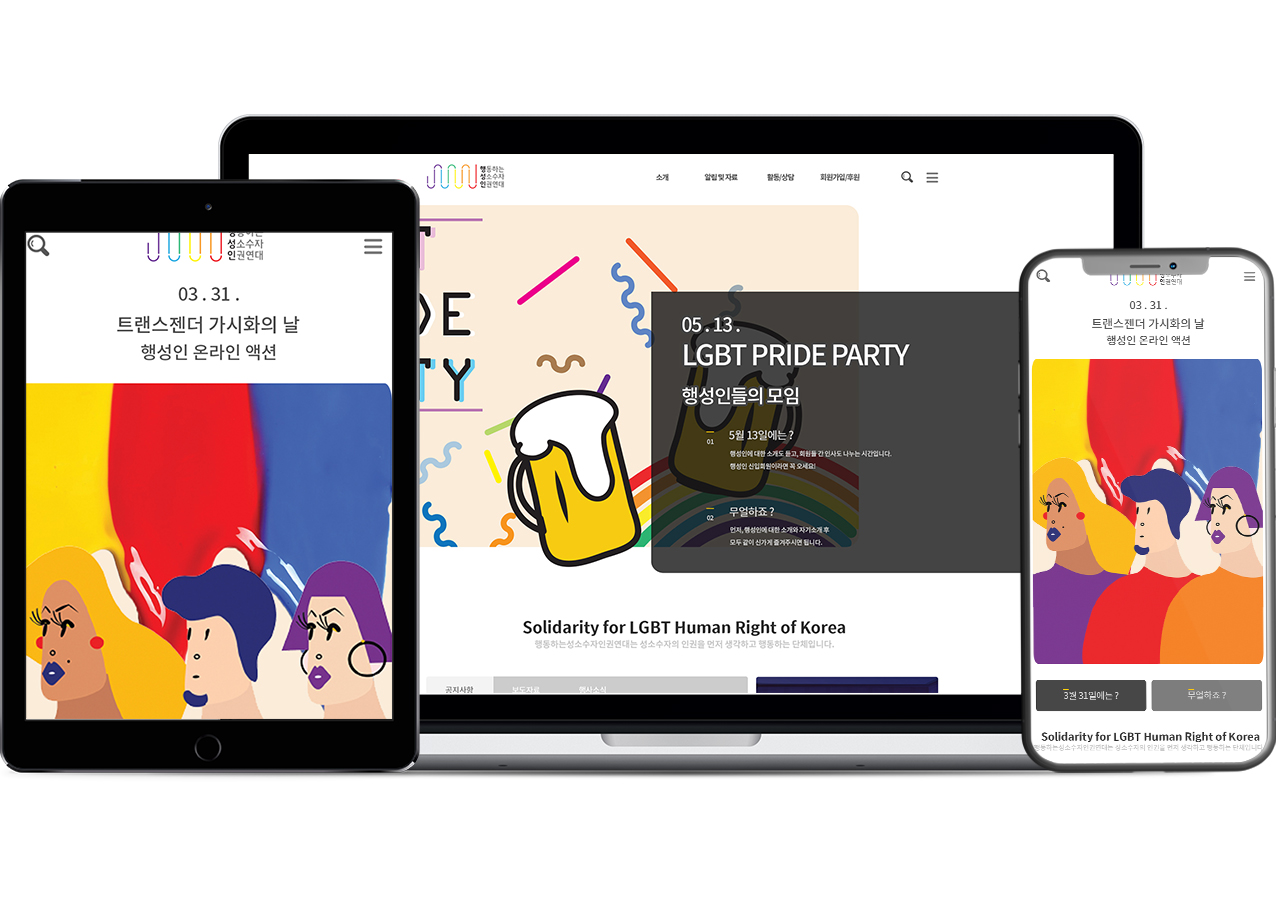 성소수자
인권연대
03 . 31 .
트랜스젠더 가시화의 날
행성인 온라인 액션
행동하는
성소수자
인권연대
소개
알림 및 자료
활동/상담
회원가입/후원
DE
TY
05 . 13 .
LGBT PRIDE PARTY
행성인들의 모임
01
5월 13일에는 ?
행성인에 대한 소개도 듣고, 회원들 간 인사도 나누는 시간입니다.
행성인 신입회원이라면 꼭 오세요!
02
무얼하죠 ?
먼저, 행성인에 대한 소개와 자기소개 후
모두 같이 신가게 즐겨주시면 됩니다.
Solidarity for LGBT Human Right of Korea
행동하는성소수자인권연대는 성소수자의 인권을 먼저 생각하고 행동하는 단체입니다.
공지사항
보도자료
행사소식
인권연대
03 . 31 .
트랜스젠더 가시화의 날
행성인 온라인 액션
3월 31일에는 ?
무얼하죠 ?
Solidarity for LGBT Human Right of Korea
행동하는성소수자인권연대는 성소수자의 인권을 먼저 생각하고 행동하는 단체입니다